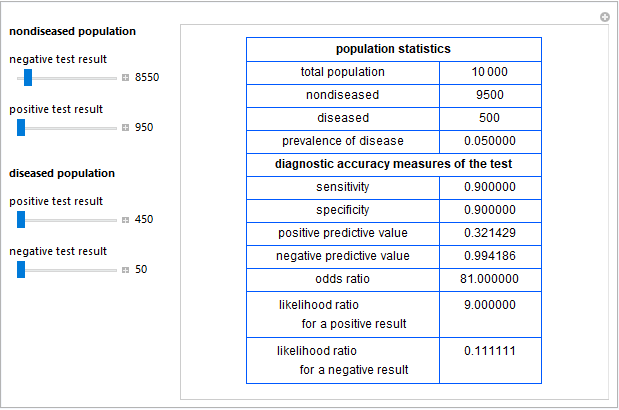 nondiseased population
negative test result
8550
positive test result
950
diseased population
positive test result
450
negative test result
50
population statistics
total population 10 000
nondiseased 9500
diseased 500
prevalence of disease 0.050000
diagnostic accuracy measures of the test
sensitivity 0.900000
specificity 0.900000
positive predictive value 0.321429
negative predictive value 0.994186
odds ratio 81.000000
likelihood ratio 9.000000
for a positive result
likelihood ratio 0.111111
for a negative result